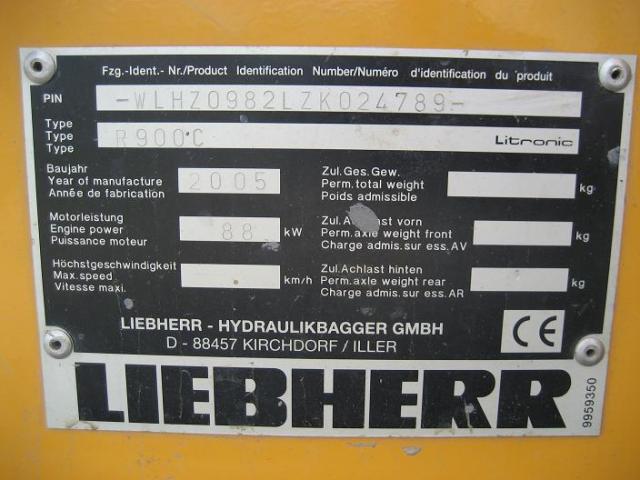 Fzg.-Ident.- Nr./Product Identification Number/Numéro d'identification du produit
PIN -WLHZ0982LZK024789-
Type
Type R900C Litronic
Type
Baujahr
Year of manufacture 2005
Année de fabrication
Zul.Ges.Gew.
Perm.total weight kg
Poids admissible
Motorleistung
Engine power 88 kW
Puissance moteur
Zul. Achslast vorn
Perm.axle weight front kg
Charge admis.sur ess.AV
Höchstgeschwindigkeit
Max.speed km/h
Vitesse maxi.
Zul.Achlast hinten
Perm.axle weight rear kg
Charge admis.sur ess.AR
LIEBHERR - HYDRAULIKBAGGER GMBH
D - 88457 KIRCHDORF / ILLER
CE
LIEBHERR
9959350